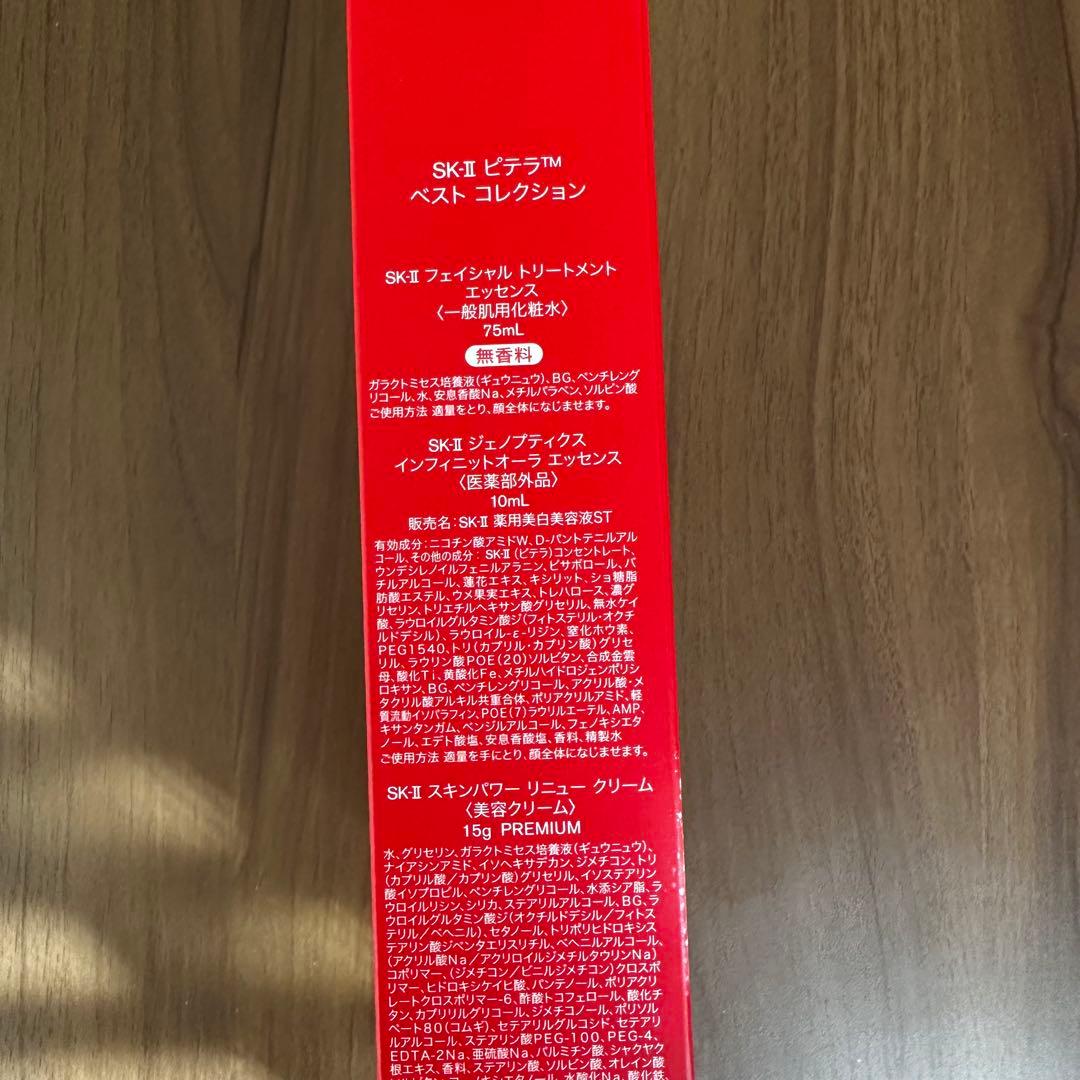 SK-II ピテラ™
ベスト コレクション
SK-II フェイシャル トリートメント
エッセンス
〈一般肌用化粧水〉
75mL
無香料
ガラクトミセス培養液(ギュウニュウ)、BG、ペンチレング
リコール、水、安息香酸Na、メチルパラベン、ソルビン酸
ご使用方法 適量をとり、顔全体になじませます。
SK-II ジェノプティクス
インフィニットオーラ エッセンス
〈医薬部外品〉
10mL
販売名:SK-II 薬用美白美容液ST
有効成分:ニコチン酸アミドW、D-パントテニルアル
コール、その他の成分: SK-II(ピテラ)コンセントレート、
ウンデシレノイルフェニルアラニン、ビサボロール、バ
チルアルコール、蓮花エキス、キシリット、ショ糖脂
肪酸エステル、ウメ果実エキス、トレハロース、濃グ
リセリン、トリエチルヘキサン酸グリセリル、無水ケイ
酸、ラウロイルグルタミン酸ジ(フィトステリル・オクチ
ルドデシル)、ラウロイル-ε-リジン、窒化ホウ素、
PEG1540、トリ(カプリル・カプリン酸)グリセ
リル、ラウリン酸POE(20)ソルビタン、合成金雲
母、酸化Ti、黄酸化Fe、メチルハイドロジェンポリシ
ロキサン、BG、ペンチレングリコール、アクリル酸・メ
タクリル酸アルキル共重合体、ポリアクリルアミド、軽
質流動イソパラフィン、POE(7)ラウリルエーテル、AMP、
キサンタンガム、ベンジルアルコール、フェノキシエタ
ノール、エデト酸塩、安息香酸塩、香料、精製水
ご使用方法 適量を手にとり、顔全体になじませます。
SK-II スキンパワー リニュー クリーム
〈美容クリーム〉
15g PREMIUM
水、グリセリン、ガラクトミセス培養液(ギュウニュウ)、
ナイアシンアミド、イソヘキサデカン、ジメチコン、トリ
(カプリル酸/カプリン酸)グリセリル、イソステアリン
酸イソプロピル、ペンチレングリコール、水添シア脂、ラ
ウロイルリシン、シリカ、ステアリルアルコール、BG、ラ
ウロイルグルタミン酸ジ(オクチルドデシル/フィトス
テリル/ベヘニル)、セタノール、トリポリヒドロキシス
テアリン酸ジペンタエリスリチル、ベヘニルアルコール、
(アクリル酸Na/アクリロイルジメチルタウリンNa)
コポリマー、(ジメチコン/ビニルジメチコン)クロスポ
リマー、ヒドロキシケイヒ酸、パンテノール、ポリアクリ
レートクロスポリマー-6、酢酸トコフェロール、酸化チ
タン、カプリリルグリコール、ジメチコノール、ポリソル
ベート80(コムギ)、セテアリルグルコシド、セテアリ
ルアルコール、ステアリン酸PEG-100、PEG-4、
EDTA-2Na、亜硫酸Na、パルミチン酸、シャクヤク
根エキス、香料、ステアリン酸、ソルビン酸、オレイン酸
水酸化Na、酸化鉄、